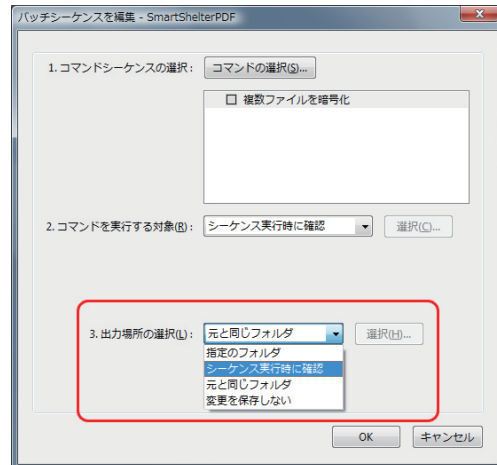 バッチシーケンスを編集 - SmartShelterPDF
1. コマンドシーケンスの選択： コマンドの選択(S)...
複数ファイルを暗号化
2. コマンドを実行する対象(R)： シーケンス実行時に確認 選択(C)...
3. 出力場所の選択(L)： 元と同じフォルダ 選択(H)...
指定のフォルダ
シーケンス実行時に確認
元と同じフォルダ
変更を保存しない
OK キャンセル